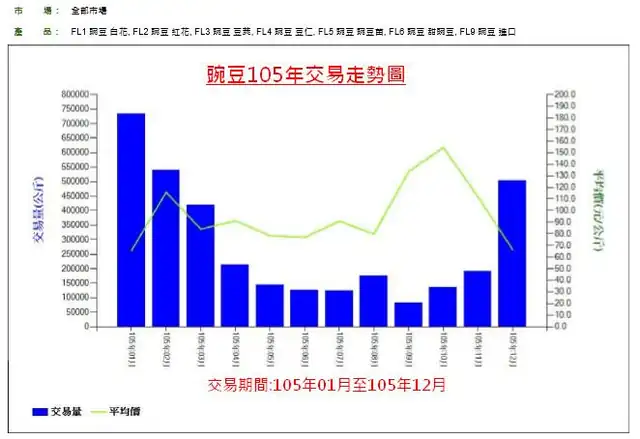 市 場: 全部市場
產 品: FL1 豌豆 白花, FL2 豌豆 紅花, FL3 豌豆 豆莢, FL4 豌豆 豆仁, FL5 豌豆 豌豆苗, FL6 豌豆 甜豌豆, FL9 豌豆 進口
豌豆105年交易走勢圖
交易量(公斤)
平均價(元/公斤)
800000
750000
700000
650000
600000
550000
500000
450000
400000
350000
300000
250000
200000
150000
100000
50000
0
200.0
190.0
180.0
170.0
160.0
150.0
140.0
130.0
120.0
110.0
100.0
90.0
80.0
70.0
60.0
50.0
40.0
30.0
20.0
10.0
0.0
105年01月
105年02月
105年03月
105年04月
105年05月
105年06月
105年07月
105年08月
105年09月
105年10月
105年11月
105年12月
交易期間:105年01月至105年12月
交易量 平均價